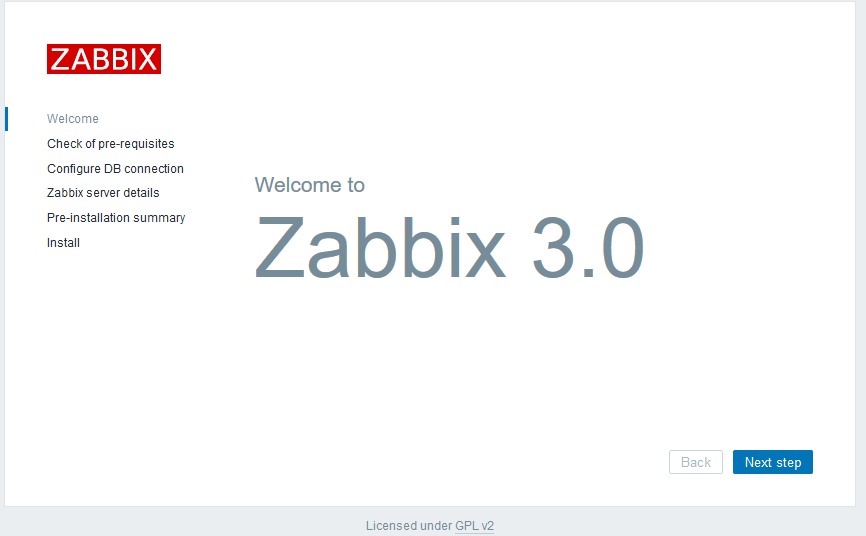 ZABBIX
Welcome
Check of pre-requisites
Configure DB connection
Zabbix server details
Pre-installation summary
Install
Welcome to
Zabbix 3.0
Back
Next step
Licensed under GPL v2